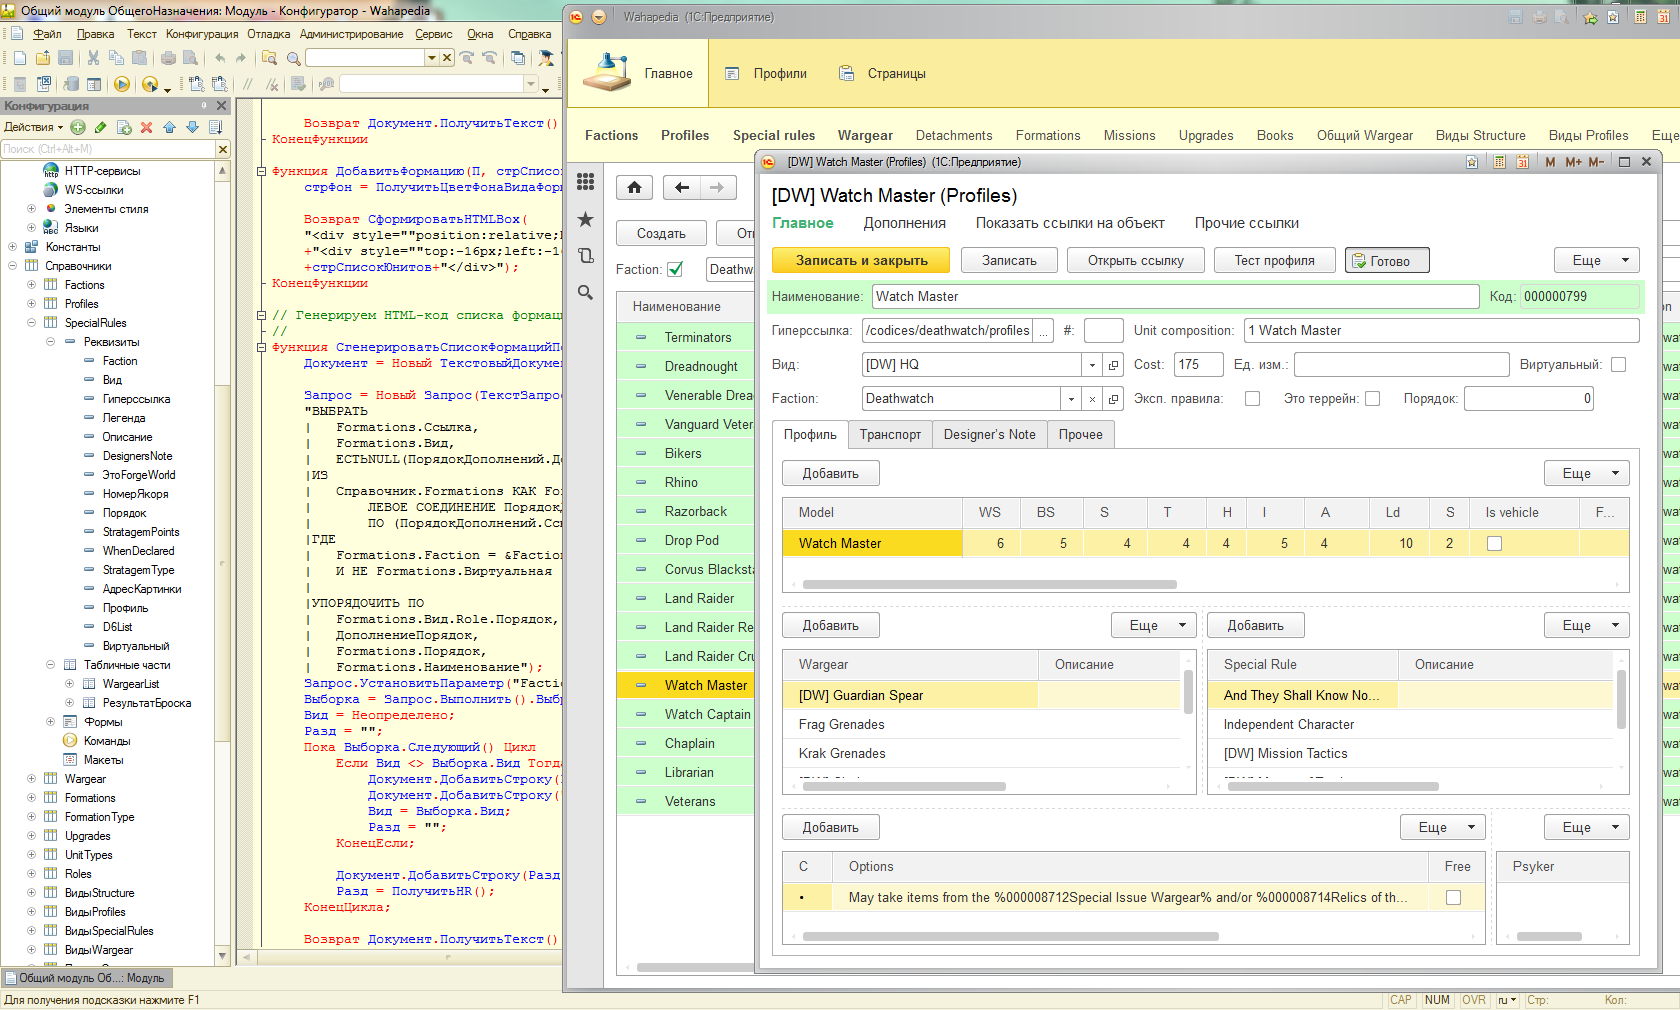 Общий модуль ОбщегоНазначения: Модуль - Конфигуратор - Wahapedia
Файл Правка Текст Конфигурация Отладка Администрирование Сервис Окна Справка
Конфигурация
Действия
Поиск (Ctrl+Alt+M)
HTTP-сервисы
WS-ссылки
Элементы стиля
Языки
Константы
Справочники
Factions
Profiles
SpecialRules
Реквизиты
Faction
Вид
Гиперссылка
Легенда
Описание
DesignersNote
ЭтоForgeWorld
НомерЯкоря
Порядок
StratagemPoints
WhenDeclared
StratagemType
АдресКартинки
Профиль
D6List
Виртуальный
Табличные части
WargearList
РезультатБроска
Формы
Команды
Макеты
Wargear
Formations
FormationType
Upgrades
UnitTypes
Roles
ВидыStructure
ВидыProfiles
ВидыSpecialRules
ВидыWargear
Общий модуль Об...: Модуль
Для получения подсказки нажмите F1
Возврат Документ.ПолучитьТекст()
КонецФункции
Функция ДобавитьФормацию(П, стрСписо
стрФон = ПолучитьЦветФонаВидаФор
Возврат СформироватьHTMLBox(
"<div style=""position:relative;
+"<div style=""top:-16px;left:-1
+стрСписокЮнитов+"</div>");
КонецФункции
// Генерируем HTML-код списка формац
//
Функция СгенерироватьСписокФормацийП
Документ = Новый ТекстовыйДокумен
Запрос = Новый Запрос(ТекстЗапрос
"ВЫБРАТЬ
| Formations.Ссылка,
| Formations.Вид,
| ЕСТЬNULL(ПорядокДополнений.Д
|ИЗ
| Справочник.Formations КАК For
| ЛЕВОЕ СОЕДИНЕНИЕ Порядок
| ПО (ПорядокДополнений.Сс
|ГДЕ
| Formations.Faction = &Faction
| И НЕ Formations.Виртуальная
|
|УПОРЯДОЧИТЬ ПО
| Formations.Вид.Role.Порядок,
| ДополнениеПорядок,
| Formations.Порядок,
| Formations.Наименование");
Запрос.УстановитьПараметр("Factio
Выборка = Запрос.Выполнить().Выбр
Вид = Неопределено;
Разд = "";
Пока Выборка.Следующий() Цикл
Если Вид <> Выборка.Вид Тогда
Документ.ДобавитьСтроку(
Документ.ДобавитьСтроку(
Вид = Выборка.Вид;
Разд = "";
КонецЕсли;
Документ.ДобавитьСтроку(Разд
Разд = ПолучитьHR();
КонецЦикла;
Возврат Документ.ПолучитьТекст()
Wahapedia (1С:Предприятие)
Главное Профили Страницы
Factions Profiles Special rules Wargear Detachments Formations Missions Upgrades Books Общий Wargear Виды Structure Виды Profiles Еще
Создать
Faction: Deathw
Наименование
Terminators
Dreadnought
Venerable Drea
Vanguard Veter
Bikers
Rhino
Razorback
Drop Pod
Corvus Blacksta
Land Raider
Land Raider Re
Land Raider Cru
Watch Master
Watch Captain
Chaplain
Librarian
Veterans
[DW] Watch Master (Profiles) (1С:Предприятие)
M M+ M-
[DW] Watch Master (Profiles)
Главное Дополнения Показать ссылки на объект Прочие ссылки
Записать и закрыть Записать Открыть ссылку Тест профиля Готово Еще
Наименование: Watch Master Код: 000000799
Гиперссылка: /codices/deathwatch/profiles ... #: Unit composition: 1 Watch Master
Вид: [DW] HQ Cost: 175 Ед. изм.: Виртуальный:
Faction: Deathwatch Эксп. правила: Это террейн: Порядок: 0
Профиль Транспорт Designer's Note Прочее
Добавить Еще
Model WS BS S T H I A Ld S Is vehicle F...
Watch Master 6 5 4 4 4 5 4 10 2
Добавить Еще Добавить Еще
Wargear Описание Special Rule Описание
[DW] Guardian Spear And They Shall Know No...
Frag Grenades Independent Character
Krak Grenades [DW] Mission Tactics
Добавить Еще Еще
С Options Free Psyker
• May take items from the %000008712Special Issue Wargear% and/or %000008714Relics of th...
CAP NUM OVR ru Стр: Кол: